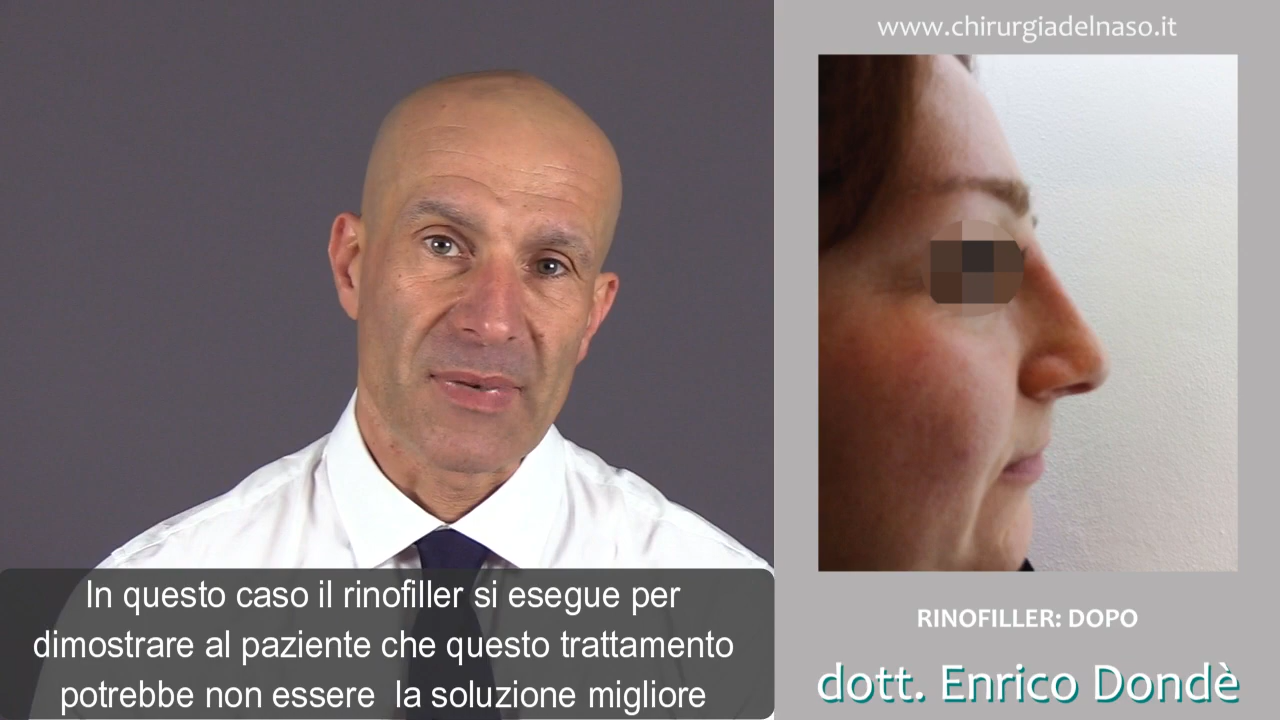 www.chirurgiadelnaso.it
RINOFILLER: DOPO
dott. Enrico Dondè
In questo caso il rinofiller si esegue per
dimostrare al paziente che questo trattamento
potrebbe non essere  la soluzione migliore